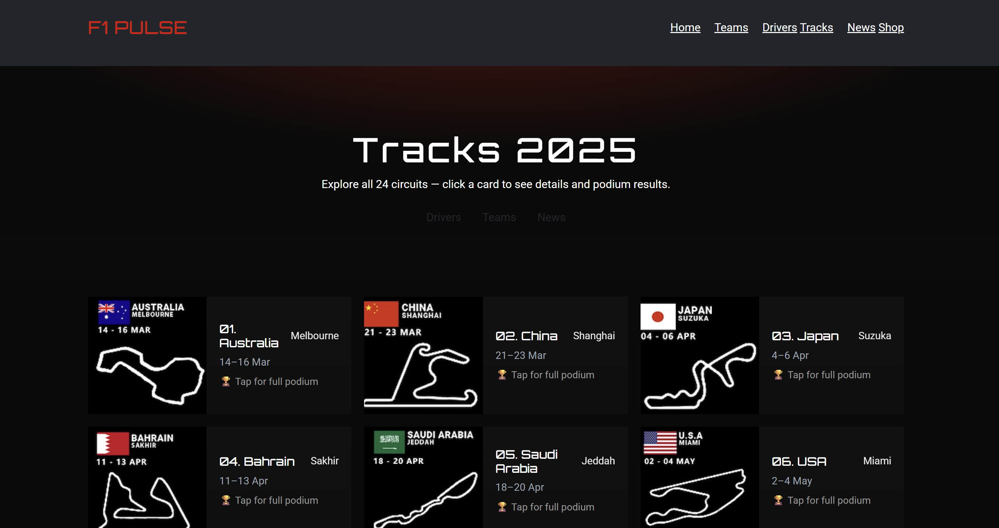 F1 PULSE
Home Teams Drivers Tracks News Shop
Tracks 2025
Explore all 24 circuits — click a card to see details and podium results.
Drivers Teams News
AUSTRALIA
MELBOURNE
14 - 16 MAR
01. Australia
Melbourne
14–16 Mar
🏆 Tap for full podium
CHINA
SHANGHAI
21 - 23 MAR
02. China
Shanghai
21–23 Mar
🏆 Tap for full podium
JAPAN
SUZUKA
04 - 06 APR
03. Japan
Suzuka
4–6 Apr
🏆 Tap for full podium
BAHRAIN
SAKHIR
11 - 13 APR
04. Bahrain
Sakhir
11–13 Apr
🏆 Tap for full podium
SAUDI ARABIA
JEDDAH
18 - 20 APR
05. Saudi
Arabia
Jeddah
18–20 Apr
🏆 Tap for full podium
U.S.A
MIAMI
02 - 04 MAY
06. USA
Miami
2–4 May
🏆 Tap for full podium